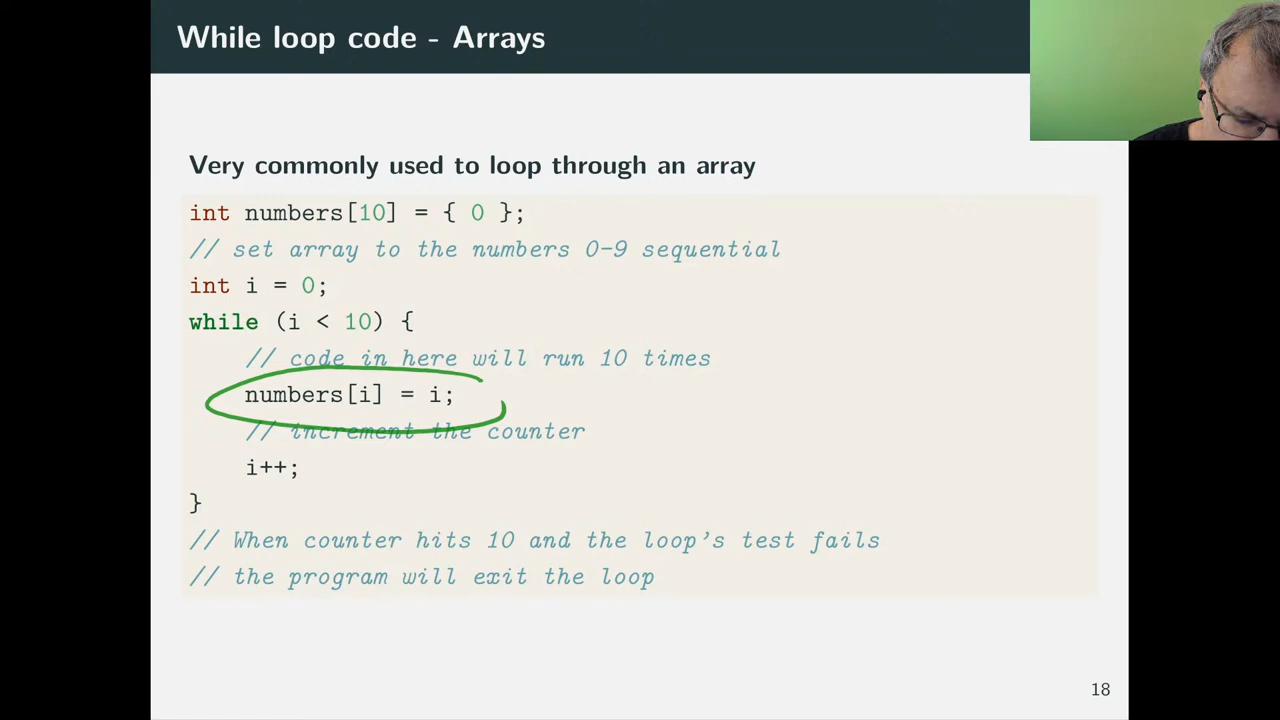 While loop code - Arrays
Very commonly used to loop through an array
int numbers[10] = { 0 };
// set array to the numbers 0-9 sequential
int i = 0;
while (i < 10) {
// code in here will run 10 times
numbers[i] = i;
// increment the counter
i++;
}
// When counter hits 10 and the loop's test fails
// the program will exit the loop
18